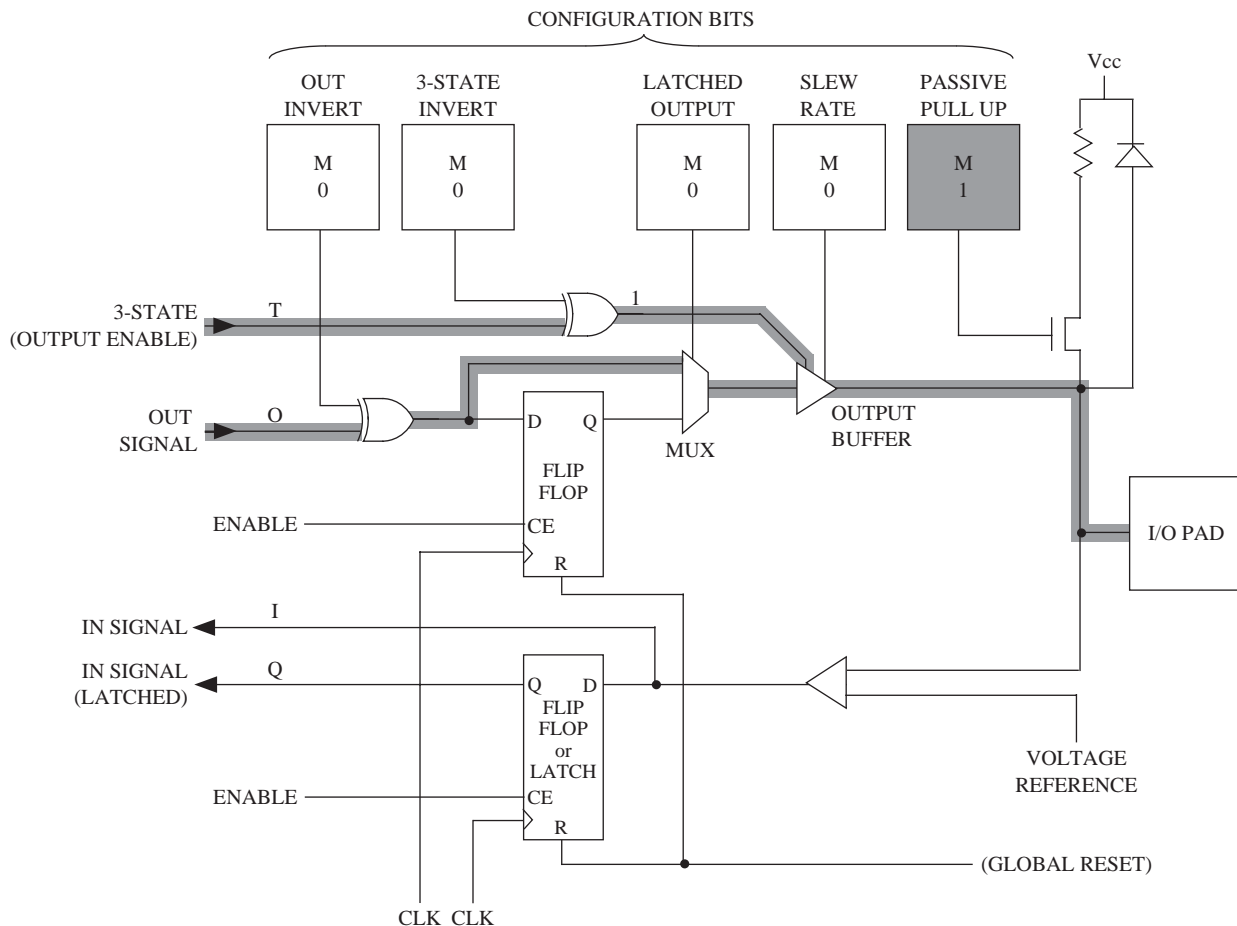 CONFIGURATION BITS
OUT
INVERT
3-STATE
INVERT
LATCHED
OUTPUT
SLEW
RATE
PASSIVE
PULL UP
Vcc
M
0
M
0
M
0
M
0
M
1
3-STATE
(OUTPUT ENABLE)
T
1
OUT
SIGNAL
O
D
Q
FLIP
FLOP
CE
R
MUX
OUTPUT
BUFFER
ENABLE
I/O PAD
IN SIGNAL
I
IN SIGNAL
(LATCHED)
Q
Q
D
FLIP
FLOP
or
LATCH
CE
R
ENABLE
VOLTAGE
REFERENCE
(GLOBAL RESET)
CLK
CLK